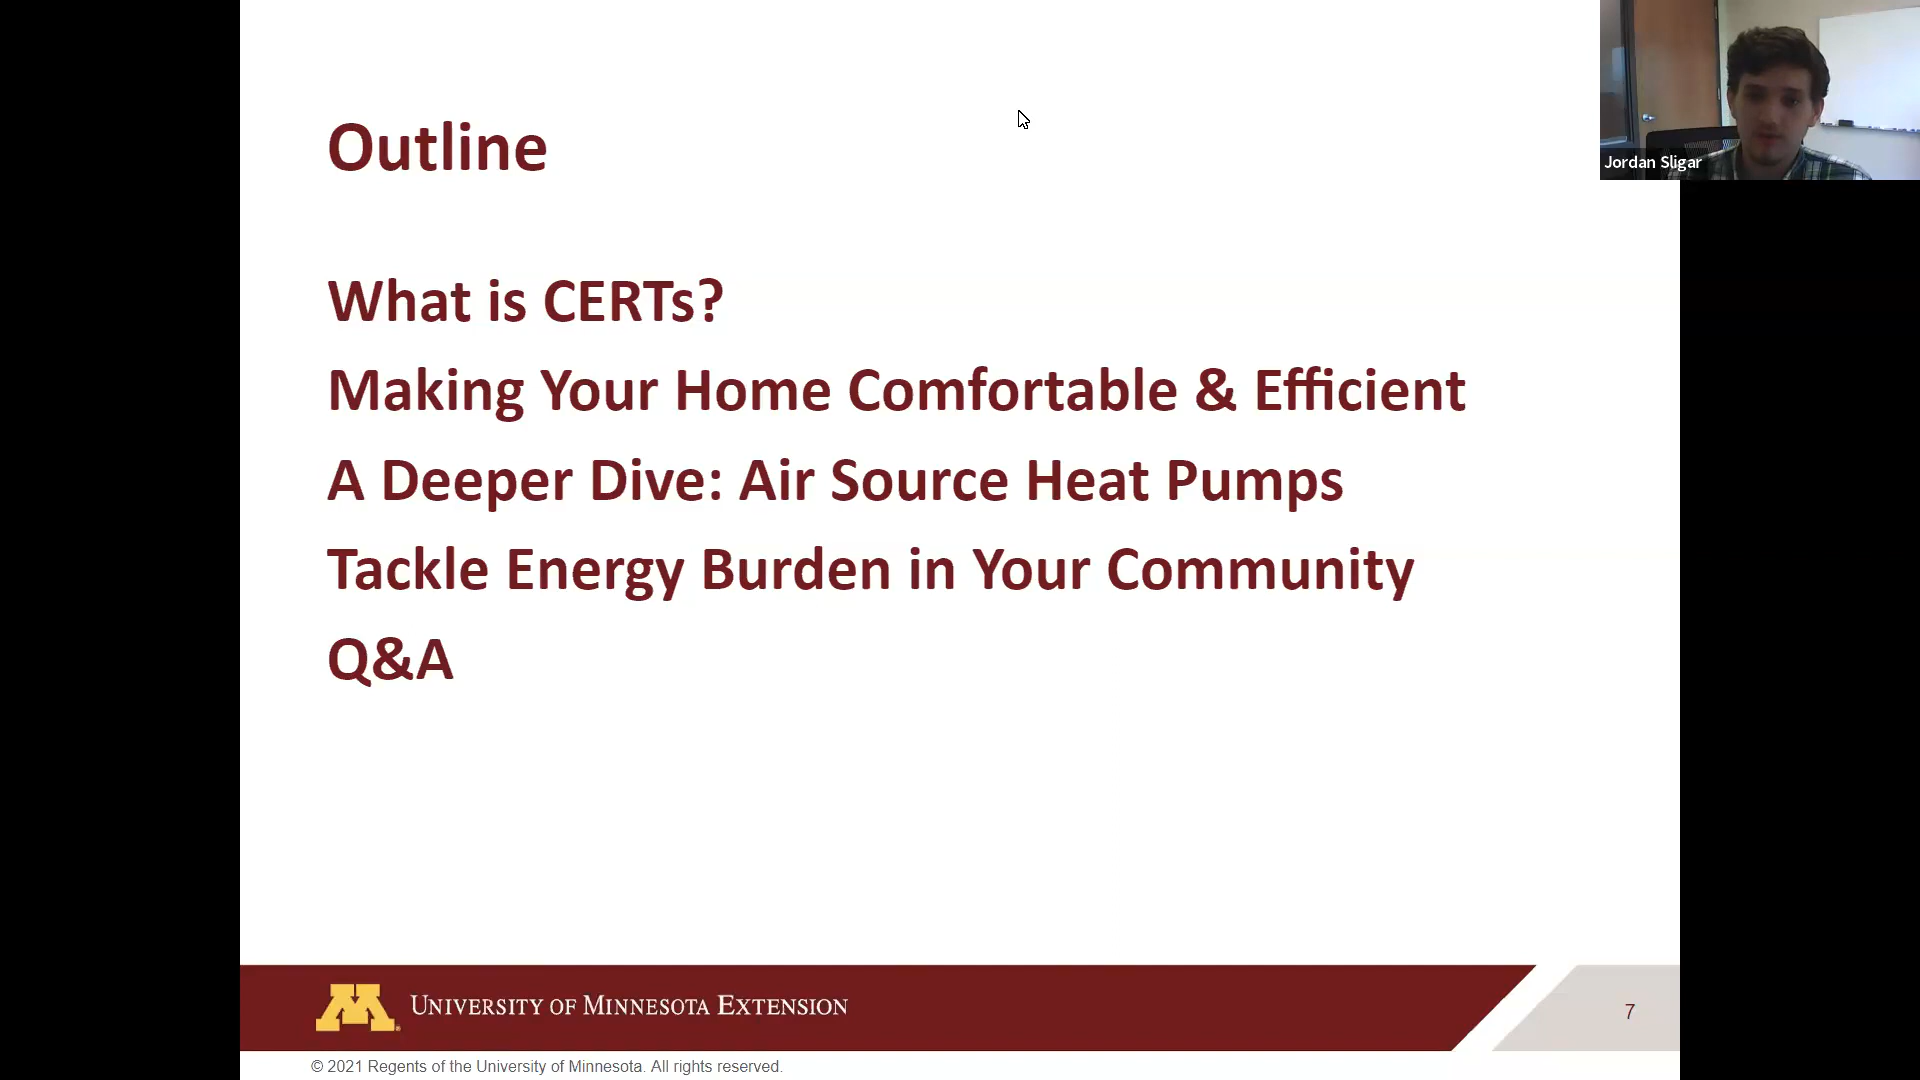 Outline
Jordan Sligar
What is CERTs?
Making Your Home Comfortable & Efficient
A Deeper Dive: Air Source Heat Pumps
Tackle Energy Burden in Your Community
Q&A
M
UNIVERSITY OF MINNESOTA EXTENSION
7
© 2021 Regents of the University of Minnesota. All rights reserved.